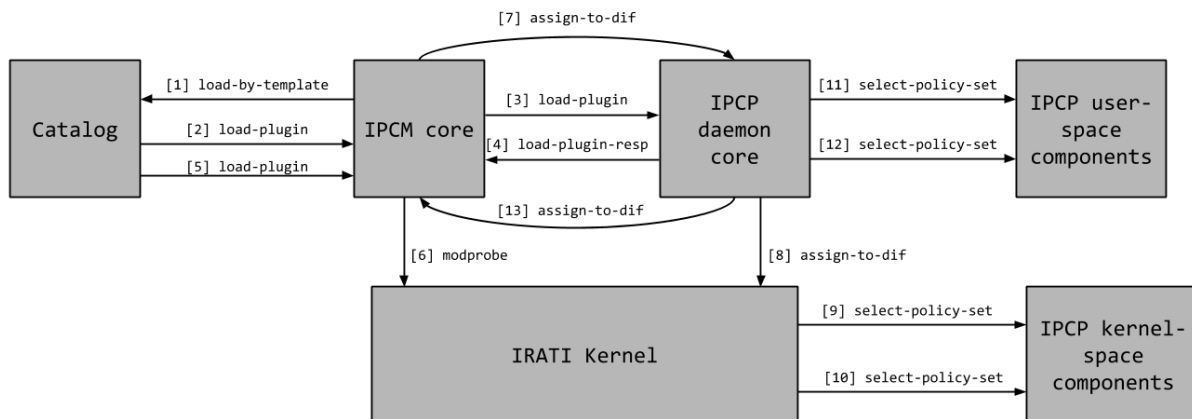 [7] assign-to-dif
[1] load-by-template
[3] load-plugin
[11] select-policy-set
Catalog
[2] load-plugin
[5] load-plugin
IPCM core
[4] load-plugin-resp
IPCP
daemon
core
[12] select-policy-set
IPCP user-
space
components
[13] assign-to-dif
[6] modprobe
[8] assign-to-dif
IRATI Kernel
[9] select-policy-set
[10] select-policy-set
IPCP kernel-
space
components